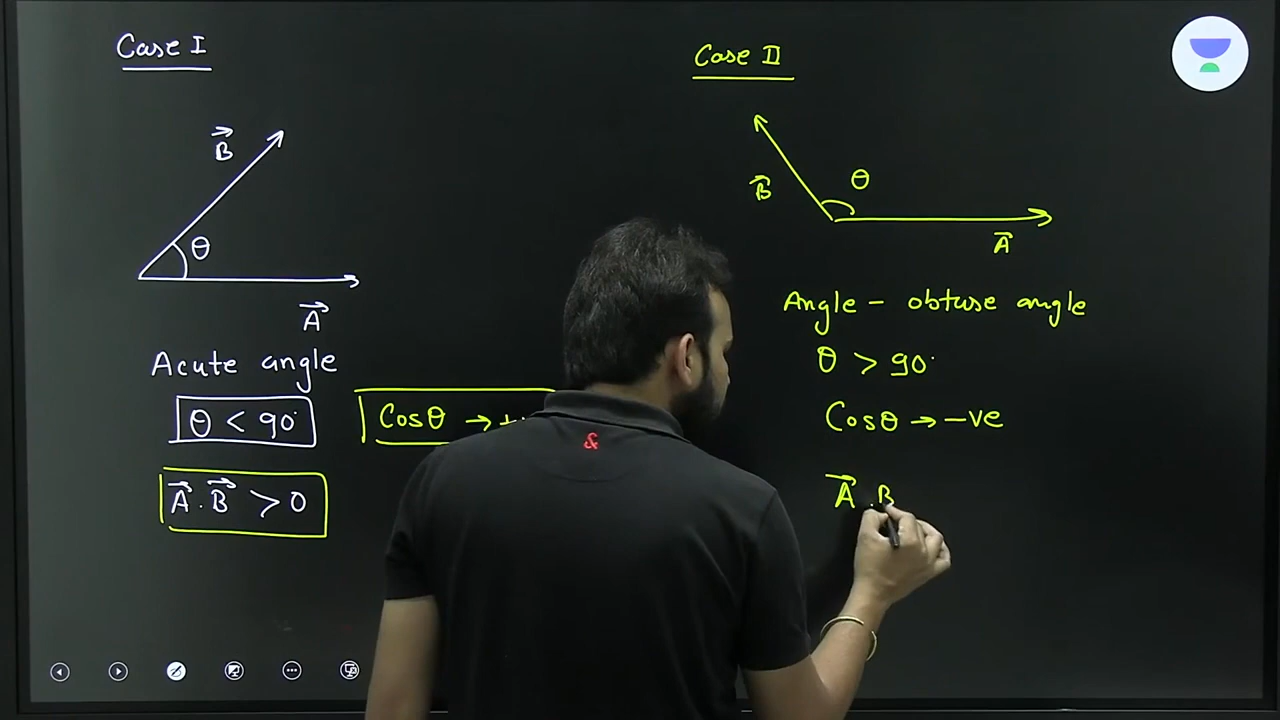 Case I
B
θ
A
Acute angle
θ < 90°
Cosθ →
A . B > 0
Case II
B
θ
A
Angle - obtuse angle
θ > 90°
Cosθ → -ve
A . B
&